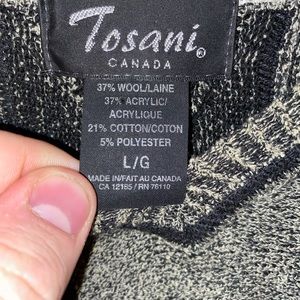 Tosani®
CANADA
37% WOOL/LAINE
37% ACRYLIC/
ACRYLIQUE
21% COTTON/COTON
5% POLYESTER
L/G
MADE IN/FAIT AU CANADA
CA 12165 / RN 76110